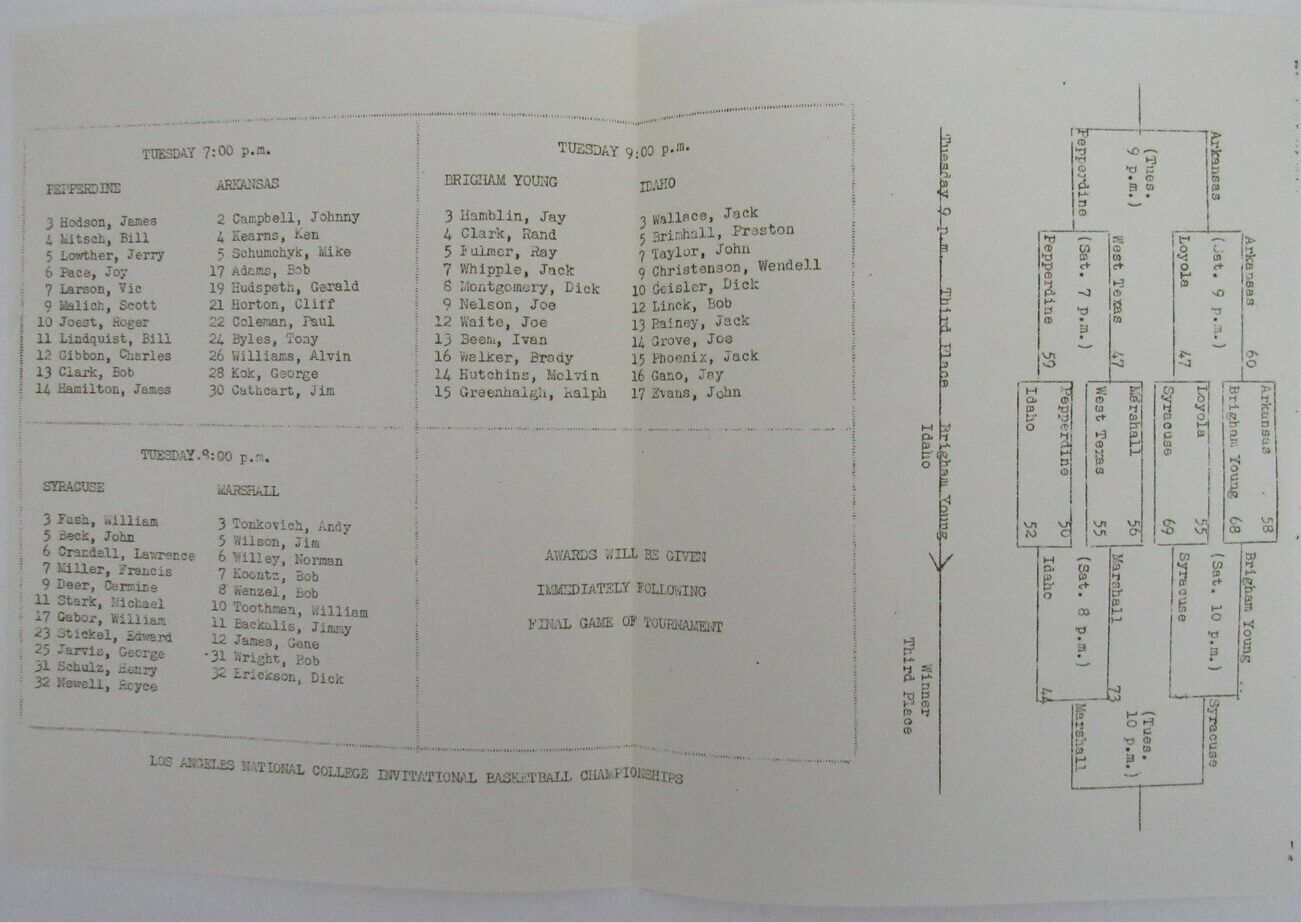 TUESDAY 7:00 p.m.
PEPPERDINE
3 Hodson, James
4 Mitsch, Bill
5 Lowther, Jerry
6 Pace, Joy
7 Larson, Vic
9 Malich, Scott
10 Joest, Roger
11 Lindquist, Bill
12 Gibbon, Charles
13 Clark, Bob
14 Hamilton, James
ARKANSAS
2 Campbell, Johnny
4 Kearns, Ken
5 Schumchyk, Mike
17 Adams, Bob
19 Hudspeth, Gerald
21 Horton, Cliff
22 Coleman, Paul
24 Byles, Tony
26 Williams, Alvin
28 Kok, George
30 Cathcart, Jim
TUESDAY 9:00 p.m.
BRIGHAM YOUNG
3 Hamblin, Jay
4 Clark, Rand
5 Fulmer, Ray
7 Whipple, Jack
8 Montgomery, Dick
9 Nelson, Joe
12 Waite, Joe
13 Beem, Ivan
16 Walker, Brady
14 Hutchins, Melvin
15 Greenhalgh, Ralph
IDAHO
3 Wallace, Jack
5 Brimhall, Preston
7 Taylor, John
9 Christenson, Wendell
10 Geisler, Dick
12 Linck, Bob
13 Rainey, Jack
14 Grove, Joe
15 Phoenix, Jack
16 Gano, Jay
17 Evans, John
TUESDAY 8:00 p.m.
SYRACUSE
3 Fash, William
5 Beck, John
6 Crandell, Lawrence
7 Miller, Francis
9 Deer, Carmine
11 Stark, Michael
17 Gabor, William
23 Stickel, Edward
25 Jarvis, George
31 Schulz, Henry
32 Newell, Royce
MARSHALL
3 Tonkovich, Andy
5 Wilson, Jim
6 Willey, Norman
7 Koontz, Bob
8 Wenzel, Bob
10 Toothman, William
11 Backalis, Jimmy
12 James, Gene
31 Wright, Bob
32 Erickson, Dick
AWARDS WILL BE GIVEN
IMMEDIATELY FOLLOWING
FINAL GAME OF TOURNAMENT
LOS ANGELES NATIONAL COLLEGE INVITATIONAL BASKETBALL CHAMPIONSHIPS
Arkansas 58
Brigham Young 68
Loyola 55
Syracuse 69
Marshall 56
West Texas 55
Pepperdine 50
Idaho 52
Arkansas 60
(Sat. 9 p.m.)
Loyola 47
West Texas 47
(Sat. 7 p.m.)
Pepperdine 59
Brigham Young
(Sat. 10 p.m.)
Syracuse
Marshall 73
(Sat. 8 p.m.)
Idaho 44
Arkansas
(Tues.
9 p.m.)
Pepperdine
Syracuse
(Tues.
10 p.m.)
Marshall
Tuesday 9 p.m. Third Place Brigham Young
Idaho
Winner
Third Place